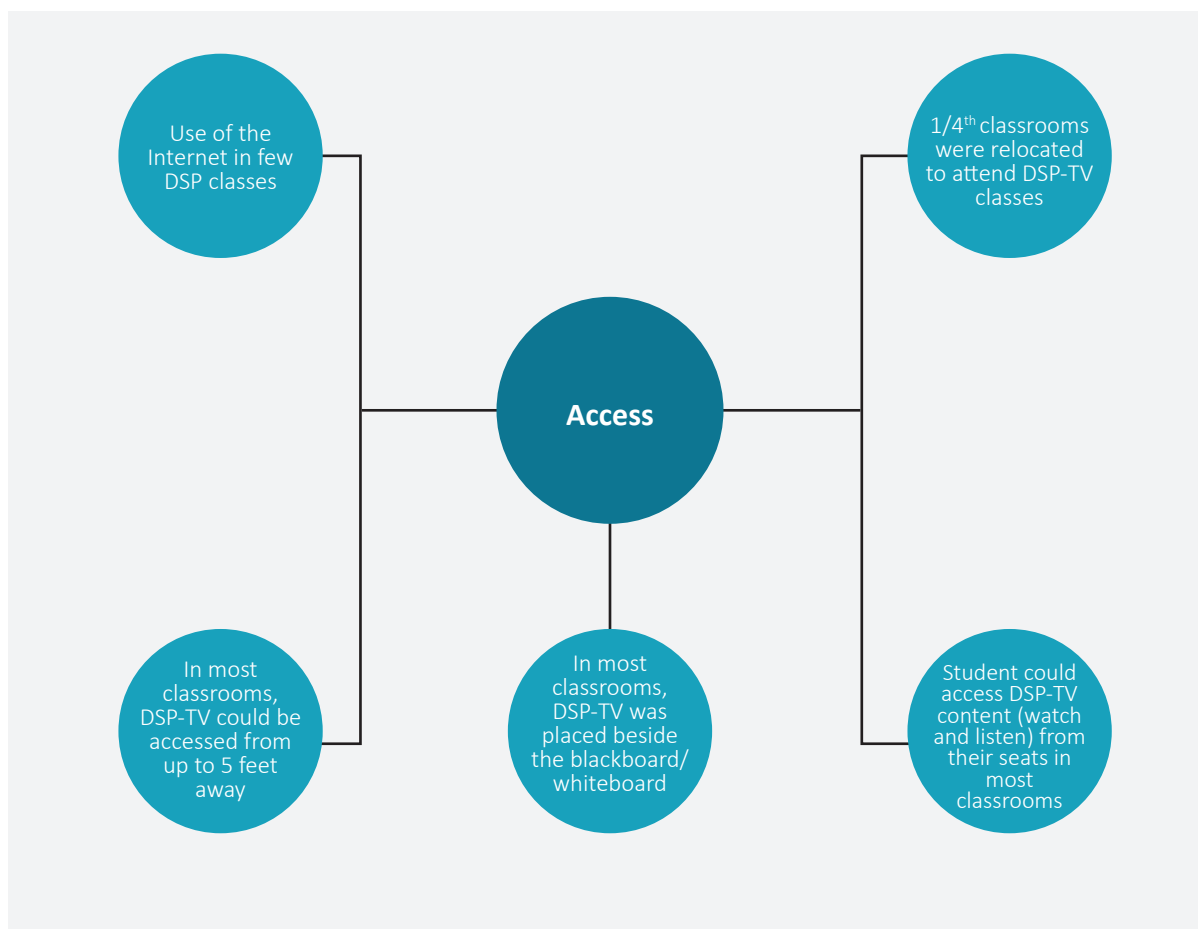 Use of the
Internet in few
DSP classes
1/4th classrooms
were relocated
to attend DSP-TV
classes
Access
In most
classrooms,
DSP-TV could be
accessed from
up to 5 feet
away
In most
classrooms,
DSP-TV was
placed beside
the blackboard/
whiteboard
Student could
access DSP-TV
content (watch
and listen) from
their seats in
most
classrooms